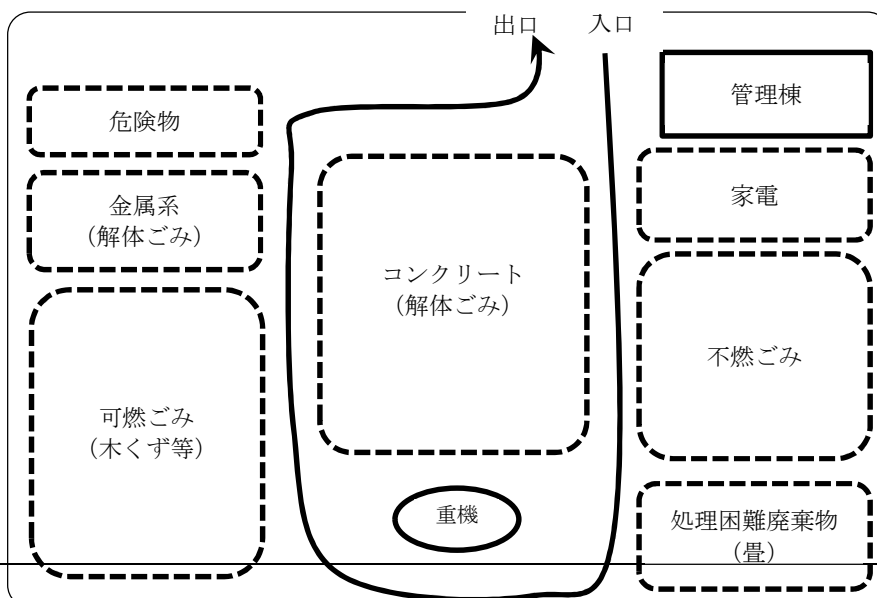 出口
入口
管理棟
危険物
家電
金属系
（解体ごみ）
コンクリート
（解体ごみ）
不燃ごみ
可燃ごみ
（木くず等）
重機
処理困難廃棄物
（畳）